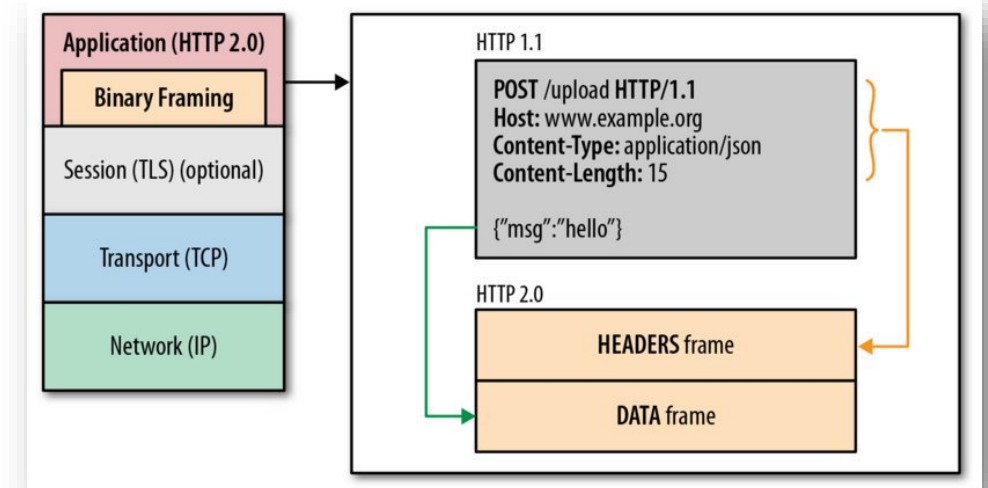 Application (HTTP 2.0)
Binary Framing
Session (TLS) (optional)
Transport (TCP)
Network (IP)
HTTP 1.1
POST /upload HTTP/1.1
Host: www.example.org
Content-Type: application/json
Content-Length: 15
{"msg":"hello"}
HTTP 2.0
HEADERS frame
DATA frame